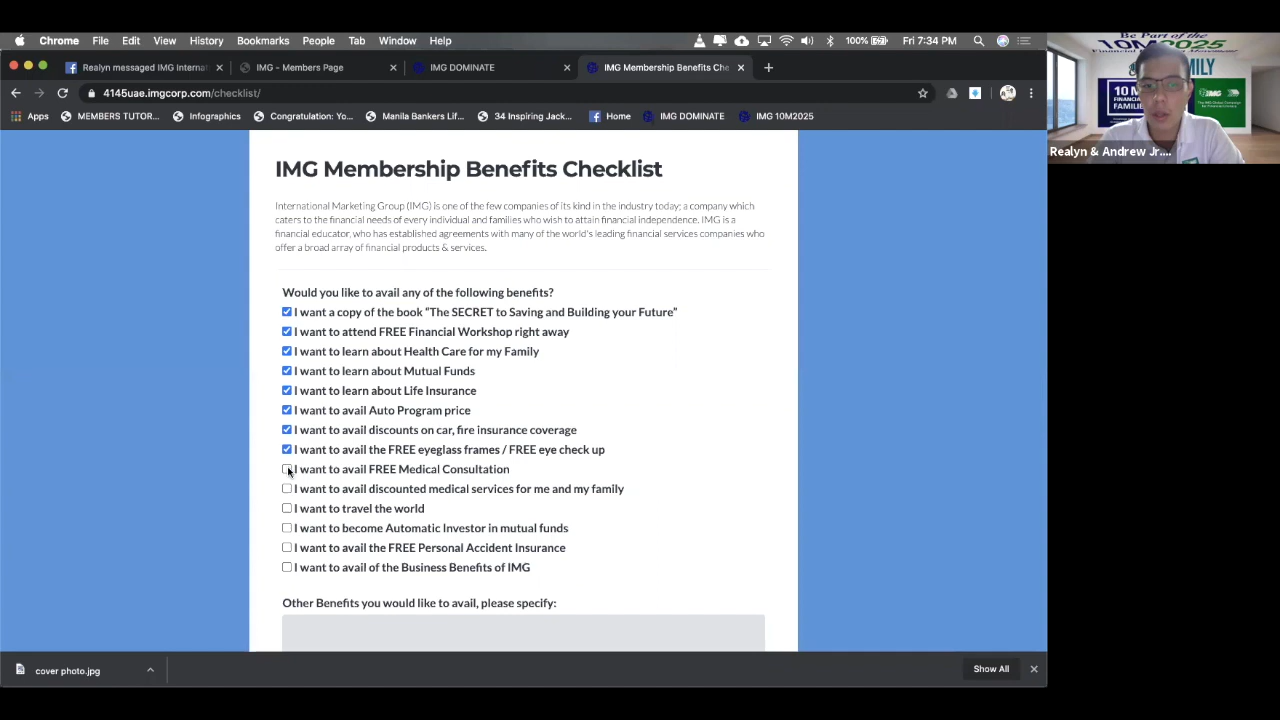 Chrome File Edit View History Bookmarks People Tab Window Help 100% Fri 7:34 PM
Realyn messaged IMG Internat
IMG - Members Page
IMG DOMINATE
IMG Membership Benefits Che
4145uae.imgcorp.com/checklist/
Apps MEMBERS TUTOR... Infographics Congratulation: Yo... Manila Bankers Lif... 34 Inspiring Jack... Home IMG DOMINATE IMG 10M2025
Be Part of the
10M2025
10 M
FAMILY
IMG
Realyn & Andrew Jr....
IMG Membership Benefits Checklist
International Marketing Group (IMG) is one of the few companies of its kind in the industry today; a company which
caters to the financial needs of every individual and families who wish to attain financial independence. IMG is a
financial educator, who has established agreements with many of the world's leading financial services companies who
offer a broad array of financial products & services.
Would you like to avail any of the following benefits?
I want a copy of the book “The SECRET to Saving and Building your Future”
I want to attend FREE Financial Workshop right away
I want to learn about Health Care for my Family
I want to learn about Mutual Funds
I want to learn about Life Insurance
I want to avail Auto Program price
I want to avail discounts on car, fire insurance coverage
I want to avail the FREE eyeglass frames / FREE eye check up
I want to avail FREE Medical Consultation
I want to avail discounted medical services for me and my family
I want to travel the world
I want to become Automatic Investor in mutual funds
I want to avail the FREE Personal Accident Insurance
I want to avail of the Business Benefits of IMG
Other Benefits you would like to avail, please specify:
cover photo.jpg
Show All